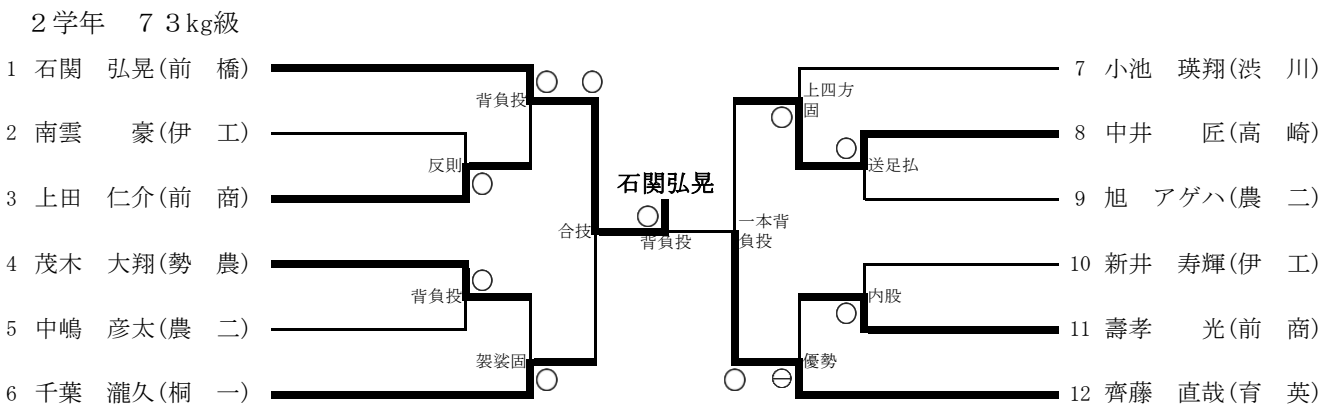 ２学年　７３kg級
1 石関　弘晃(前　橋)
2 南雲　　豪(伊　工)
3 上田　仁介(前　商)
4 茂木　大翔(勢　農)
5 中嶋　彦太(農　二)
6 千葉　瀧久(桐　一)
背負投
反則
背負投
袈裟固
合技
石関弘晃
背負投
一本背
負投
上四方
固
送足払
内股
優勢
7 小池　瑛翔(渋　川)
8 中井　　匠(高　崎)
9 旭　アゲハ(農　二)
10 新井　寿輝(伊　工)
11 壽孝　　光(前　商)
12 齊藤　直哉(育　英)